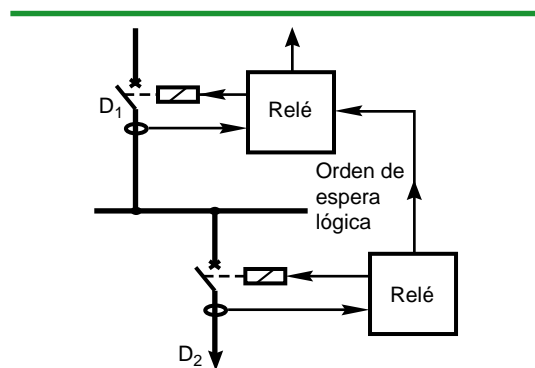 D₁
Relé
Orden de
espera
lógica
Relé
D₂